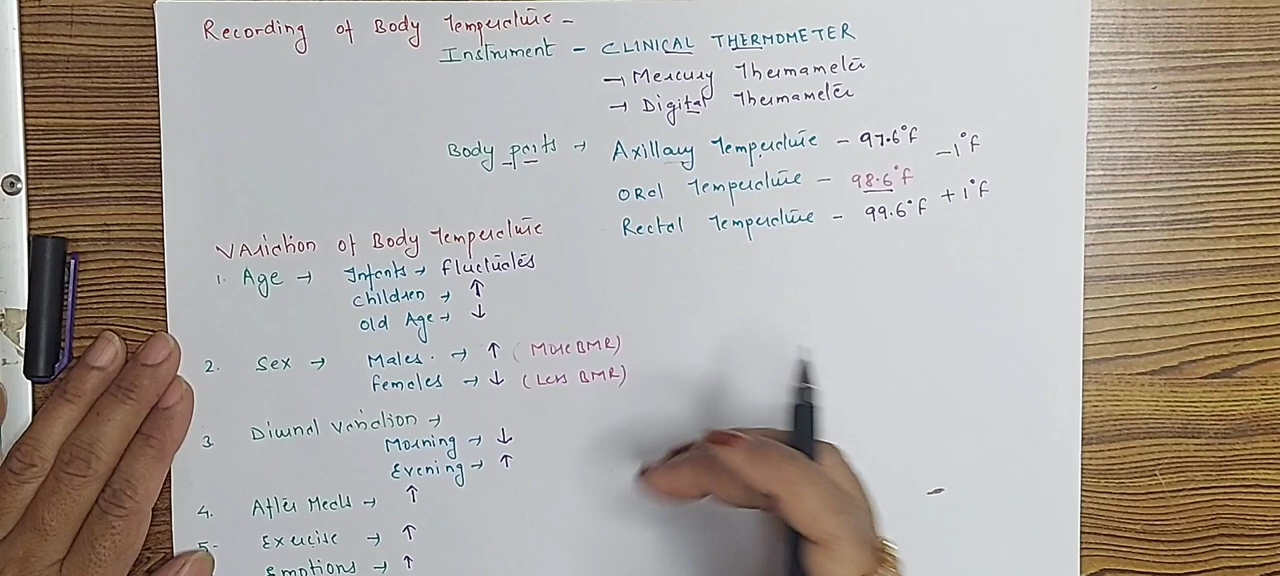 Recording of Body Temperature -
Instrument - CLINICAL THERMOMETER
→ Mercury Thermameter
→ Digital Thermameter
Body parts → Axillary Temperature - 97.6°F -1°F
ORal Temperature - 98.6°F
Rectal Temperature - 99.6°F +1°F
VAriation of Body Temperature
1. Age → Infants → fluctuates
children → ↑
old Age → ↓
2. Sex → Males. → ↑ (More BMR)
females → ↓ (Less BMR)
3. Diurnal variation →
Morning → ↓
Evening → ↑
4. After Meals → ↑
5- Exercise → ↑
Emotions → ↑